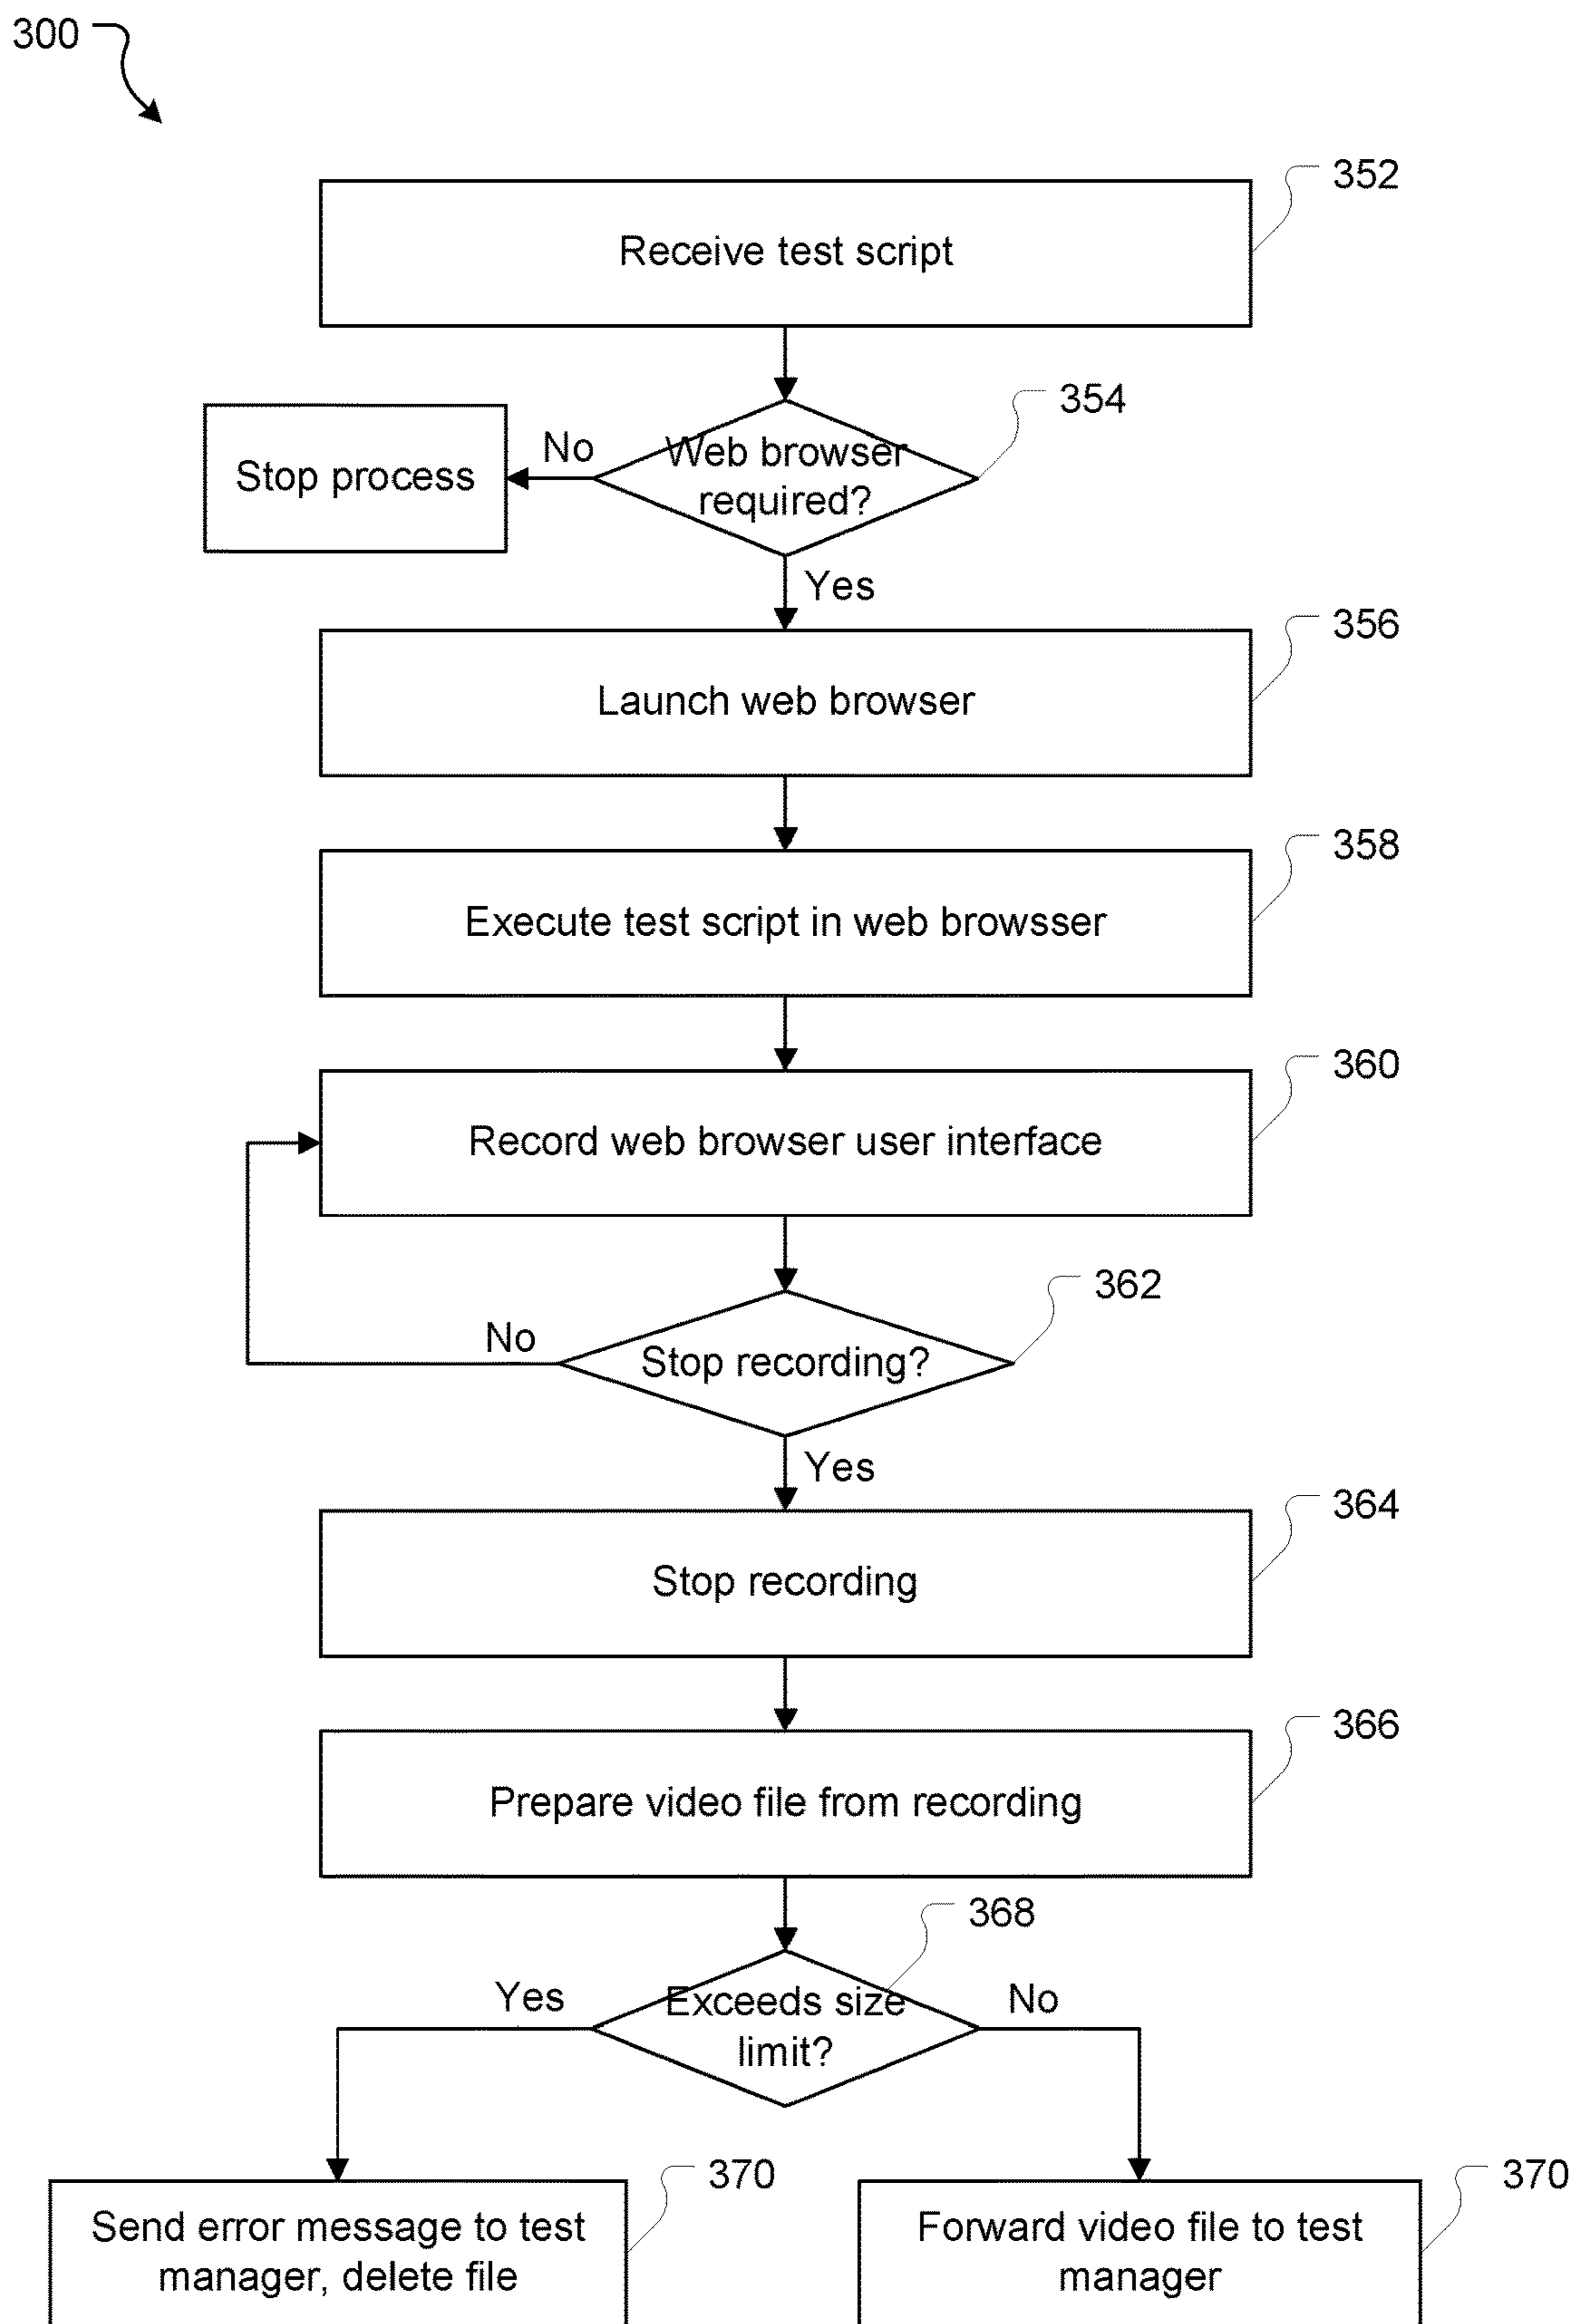 300
352
Receive test script
354
No
Web browser
required?
Stop process
Yes
356
Launch web browser
358
Execute test script in web browsser
360
Record web browser user interface
362
No
Stop recording?
Yes
364
Stop recording
366
Prepare video file from recording
368
Yes
Exceeds size
limit?
No
370
Send error message to test
manager, delete file
370
Forward video file to test
manager